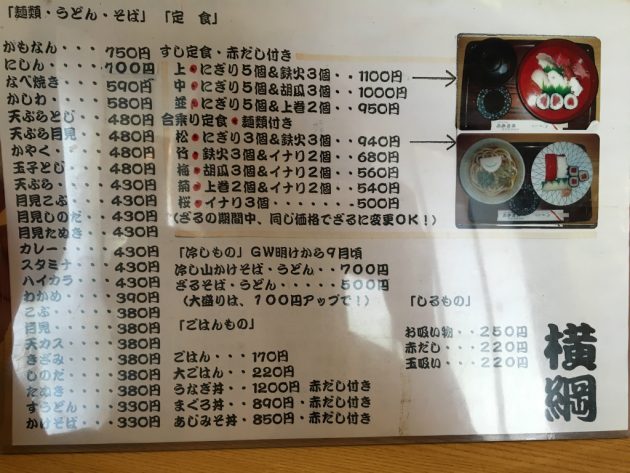 「麺類・うどん・そば」
かもなん・・・750円
にしん・・・・700円
なべ焼き・・・590円
かしわ・・・・580円
天ぷらとじ・・480円
天ぷら月見・・480円
かやく・・・・480円
玉子とじ・・・480円
天ぷら・・・・430円
月見こぶ・・・430円
月見しのだ・・430円
月見たぬき・・430円
カレー・・・・430円
スタミナ・・・430円
ハイカラ・・・430円
わかめ・・・・390円
こぶ・・・・・380円
月見・・・・・380円
天カス・・・・380円
きざみ・・・・380円
しのだ・・・・380円
たぬき・・・・380円
すうどん・・・330円
かけそば・・・330円
「定 食」
すし定食・赤だし付き
上・にぎり5個&鉄火3個・・1100円
中・にぎり5個&胡瓜3個・・1000円
並・にぎり5個&上巻2個・・950円
合乗り定食・麺類付き
松・にぎり3個&鉄火3個・・940円
竹・鉄火3個&イナリ2個・・680円
梅・胡瓜3個&イナリ2個・・560円
菊・上巻2個&イナリ2個・・540円
桜・イナリ3個・・・・・・500円
(ざるの期間中、同じ価格でざるに変更OK!)
「冷しもの」GW明けから9月頃
冷し山かけそば・うどん・・700円
ざるそば・うどん・・・・・500円
(大盛りは、100円アップで!)
「ごはんもの」
ごはん・・・170円
大ごはん・・220円
うなぎ丼・・1200円 赤だし付き
まぐろ丼・・890円・赤だし付き
あじみそ丼・850円・赤だし付き
「しるもの」
お吸い物・・250円
赤だし・・・220円
玉吸い・・・220円
横綱